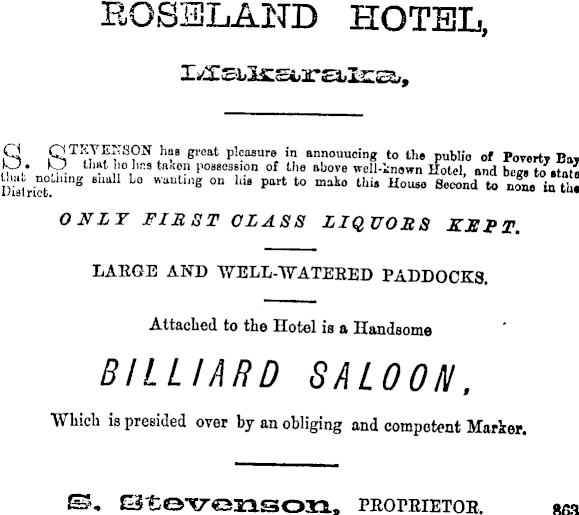 ROSELAND HOTEL,
Makaraka,
S. STEVENSON has great pleasure in announcing to the public of Poverty Bay
that he has taken possession of the above well-known Hotel, and begs to state
that nothing shall be wanting on his part to make this House Second to none in the
District.
ONLY FIRST CLASS LIQUORS KEPT.
LARGE AND WELL-WATERED PADDOCKS.
Attached to the Hotel is a Handsome
BILLIARD SALOON,
Which is presided over by an obliging and competent Marker.
S. Stevenson, PROPRIETOR. 863